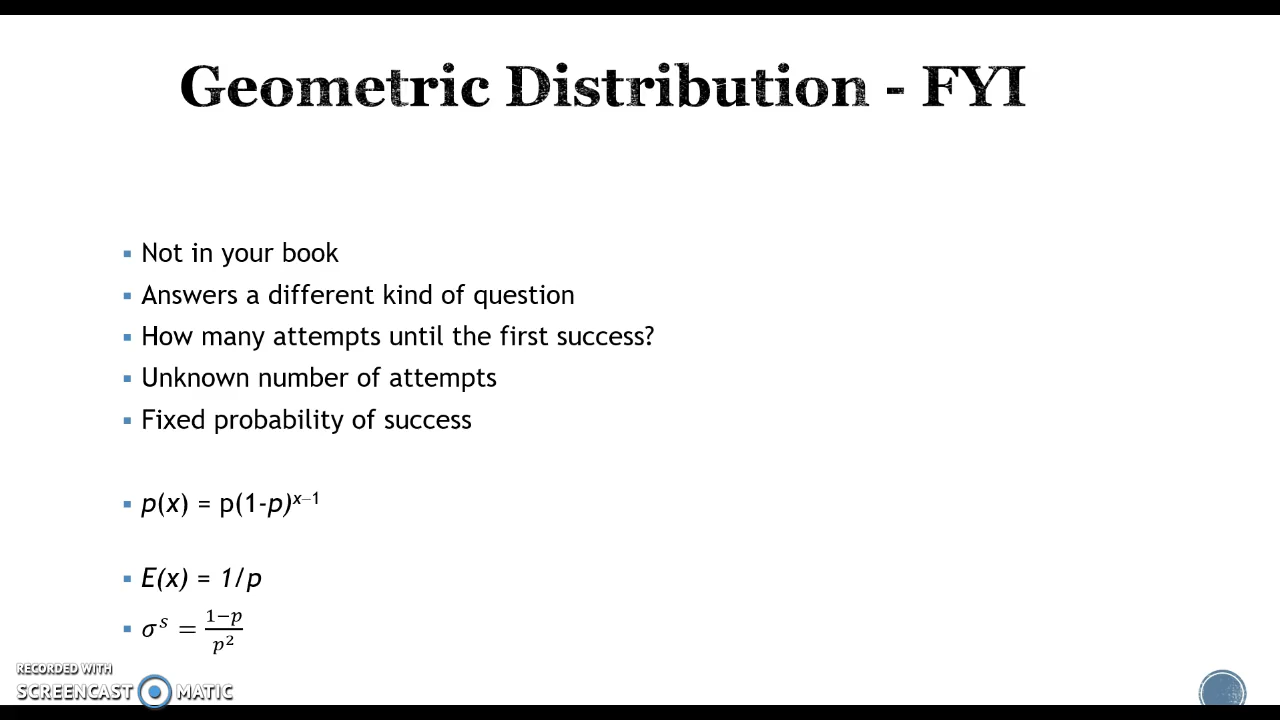 Geometric Distribution - FYI
Not in your book
Answers a different kind of question
How many attempts until the first success?
Unknown number of attempts
Fixed probability of success
p(x) = p(1-p)ˣ⁻¹
E(x) = 1/p
σˢ = (1−p)/p²
RECORDED WITH
SCREENCAST MATIC